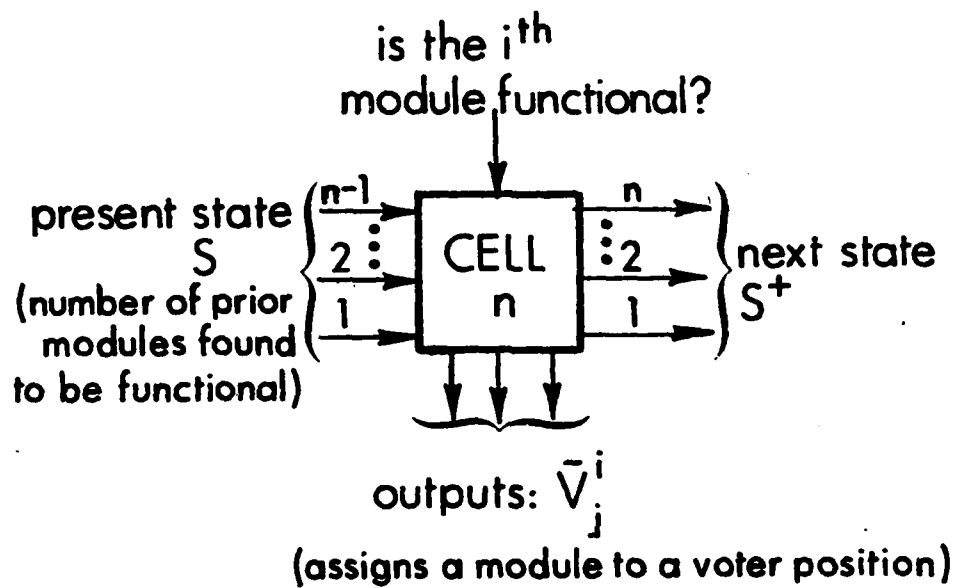 is the i^th
module functional?
present state
S
(number of prior
modules found
to be functional)
n-1
2
1
CELL
n
n
2
1
next state
S^+
outputs: V̄_j^i
(assigns a module to a voter position)